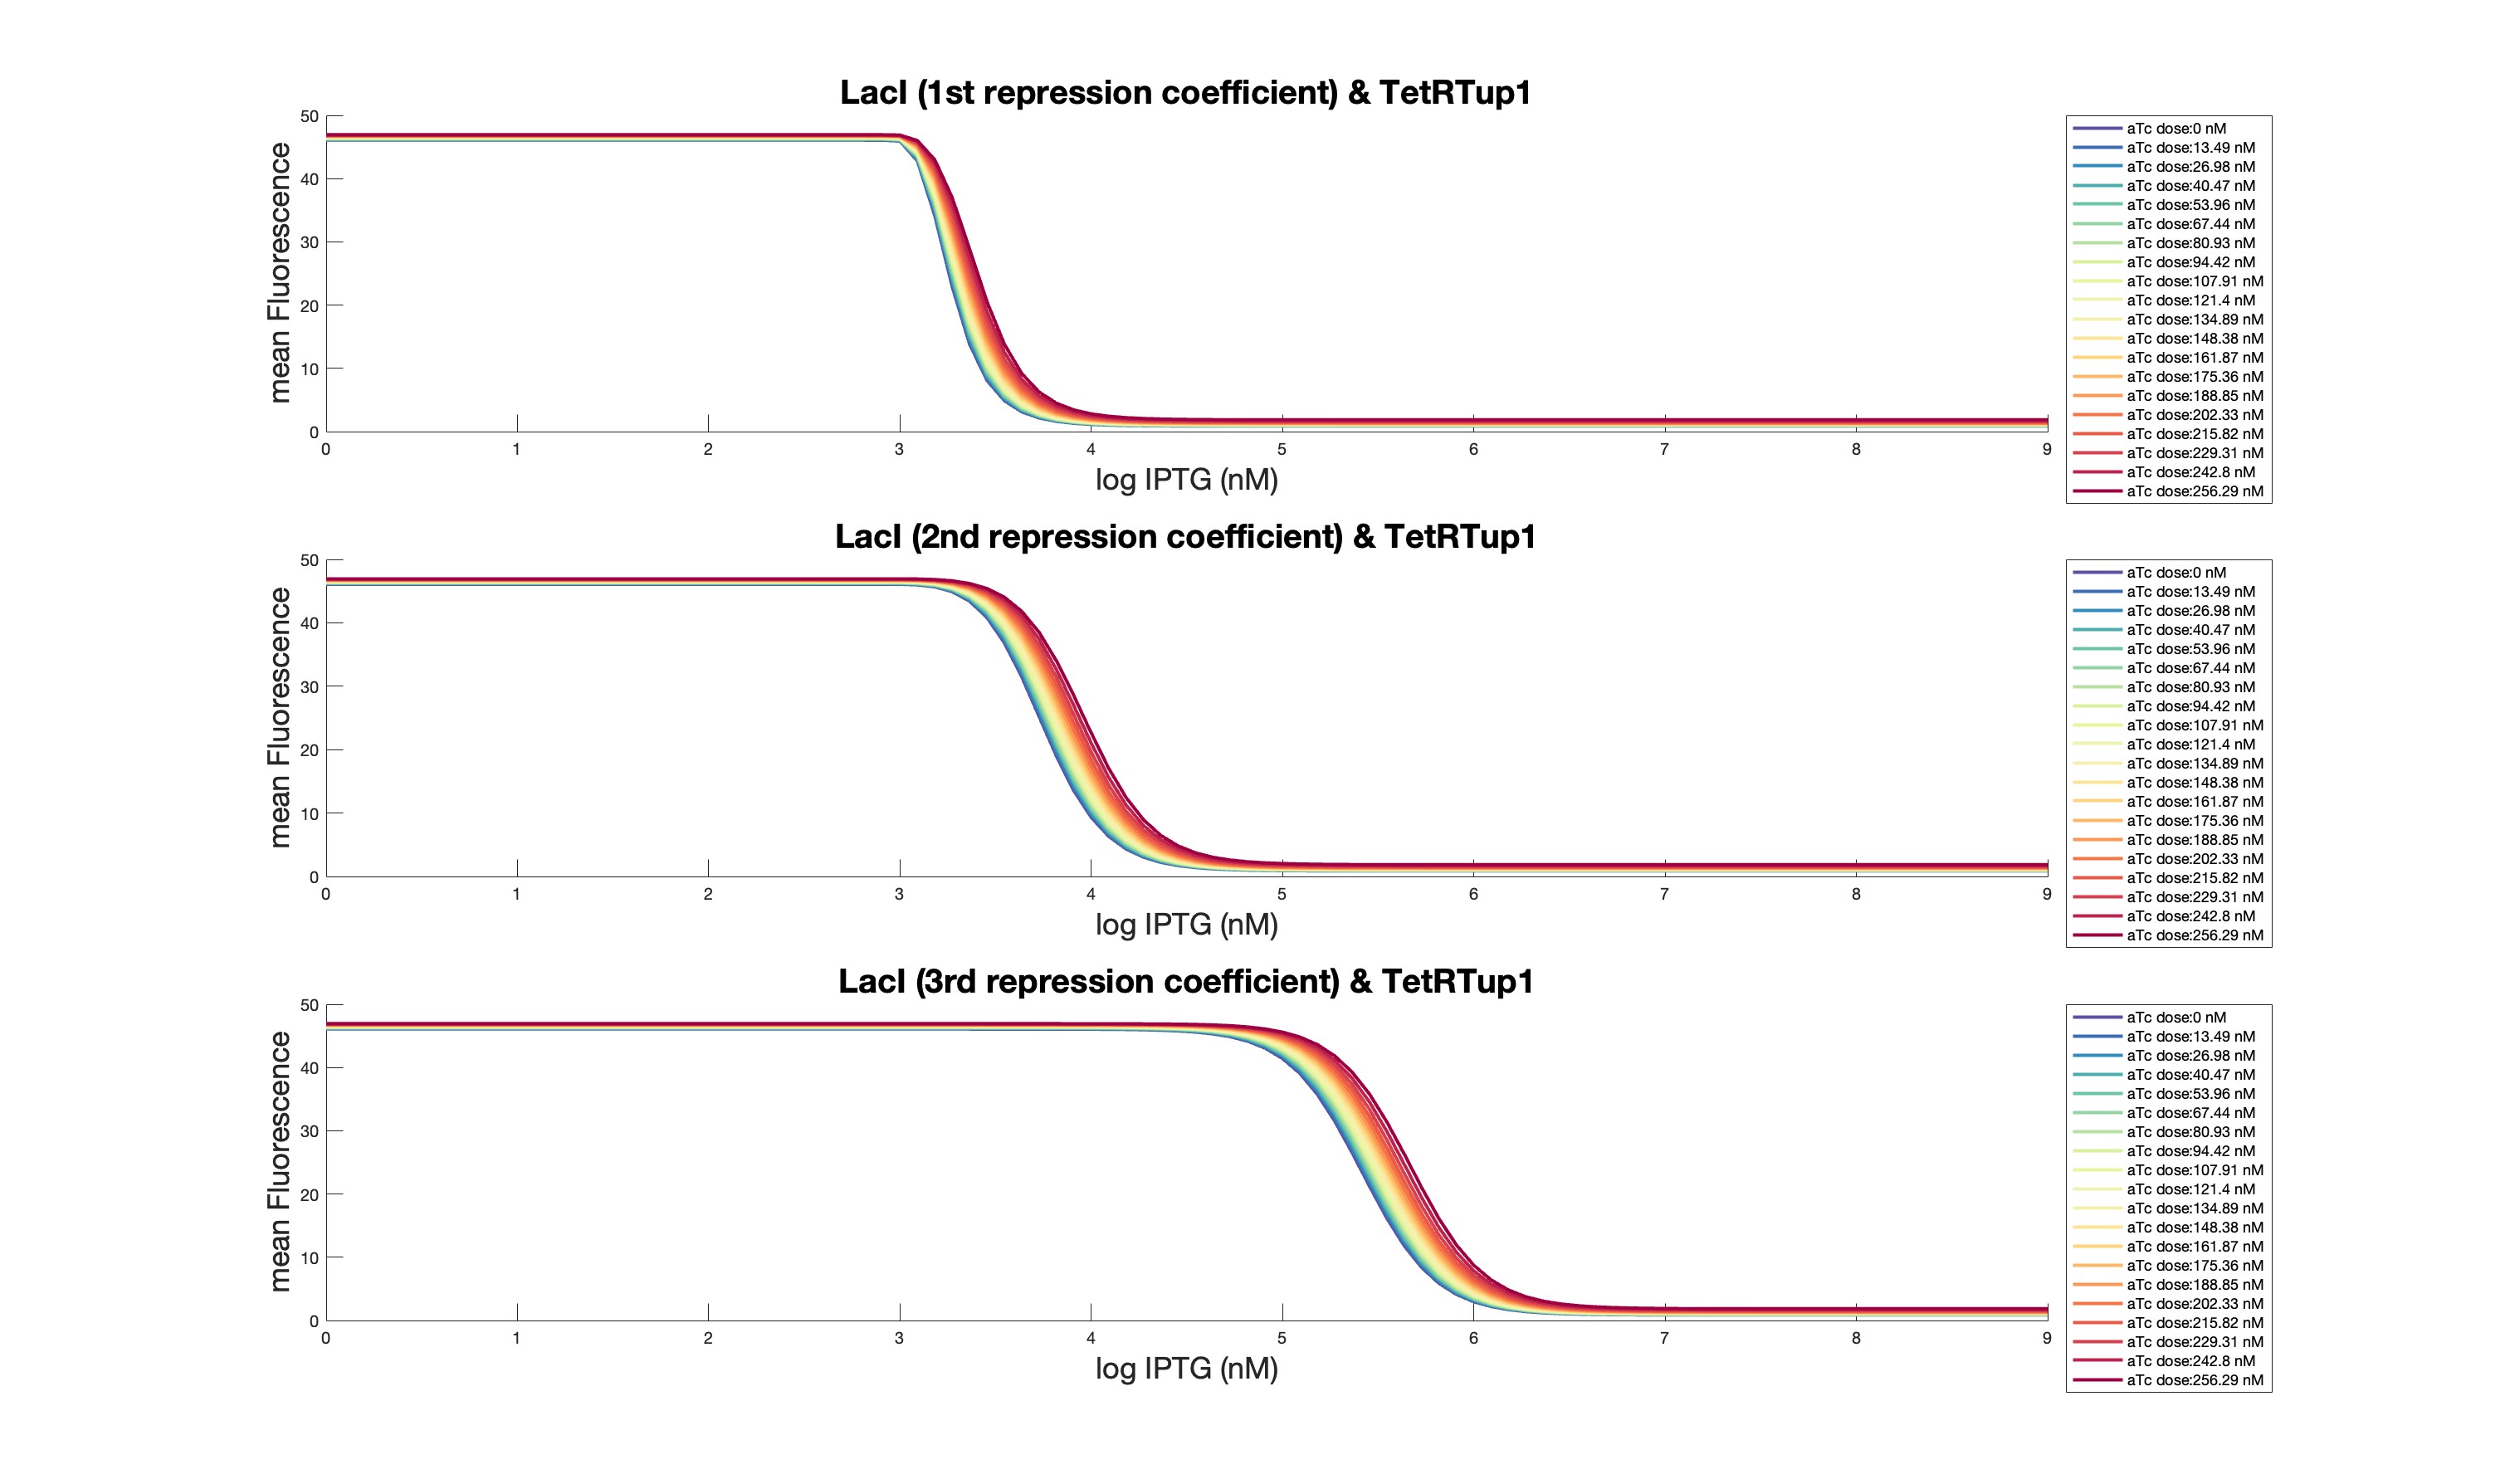 LacI (1st repression coefficient) & TetRTup1
50
40
30
20
10
0
mean Fluorescence
0 1 2 3 4 5 6 7 8 9
log IPTG (nM)
aTc dose:0 nM
aTc dose:13.49 nM
aTc dose:26.98 nM
aTc dose:40.47 nM
aTc dose:53.96 nM
aTc dose:67.44 nM
aTc dose:80.93 nM
aTc dose:94.42 nM
aTc dose:107.91 nM
aTc dose:121.4 nM
aTc dose:134.89 nM
aTc dose:148.38 nM
aTc dose:161.87 nM
aTc dose:175.36 nM
aTc dose:188.85 nM
aTc dose:202.33 nM
aTc dose:215.82 nM
aTc dose:229.31 nM
aTc dose:242.8 nM
aTc dose:256.29 nM
LacI (2nd repression coefficient) & TetRTup1
50
40
30
20
10
0
mean Fluorescence
0 1 2 3 4 5 6 7 8 9
log IPTG (nM)
aTc dose:0 nM
aTc dose:13.49 nM
aTc dose:26.98 nM
aTc dose:40.47 nM
aTc dose:53.96 nM
aTc dose:67.44 nM
aTc dose:80.93 nM
aTc dose:94.42 nM
aTc dose:107.91 nM
aTc dose:121.4 nM
aTc dose:134.89 nM
aTc dose:148.38 nM
aTc dose:161.87 nM
aTc dose:175.36 nM
aTc dose:188.85 nM
aTc dose:202.33 nM
aTc dose:215.82 nM
aTc dose:229.31 nM
aTc dose:242.8 nM
aTc dose:256.29 nM
LacI (3rd repression coefficient) & TetRTup1
50
40
30
20
10
0
mean Fluorescence
0 1 2 3 4 5 6 7 8 9
log IPTG (nM)
aTc dose:0 nM
aTc dose:13.49 nM
aTc dose:26.98 nM
aTc dose:40.47 nM
aTc dose:53.96 nM
aTc dose:67.44 nM
aTc dose:80.93 nM
aTc dose:94.42 nM
aTc dose:107.91 nM
aTc dose:121.4 nM
aTc dose:134.89 nM
aTc dose:148.38 nM
aTc dose:161.87 nM
aTc dose:175.36 nM
aTc dose:188.85 nM
aTc dose:202.33 nM
aTc dose:215.82 nM
aTc dose:229.31 nM
aTc dose:242.8 nM
aTc dose:256.29 nM